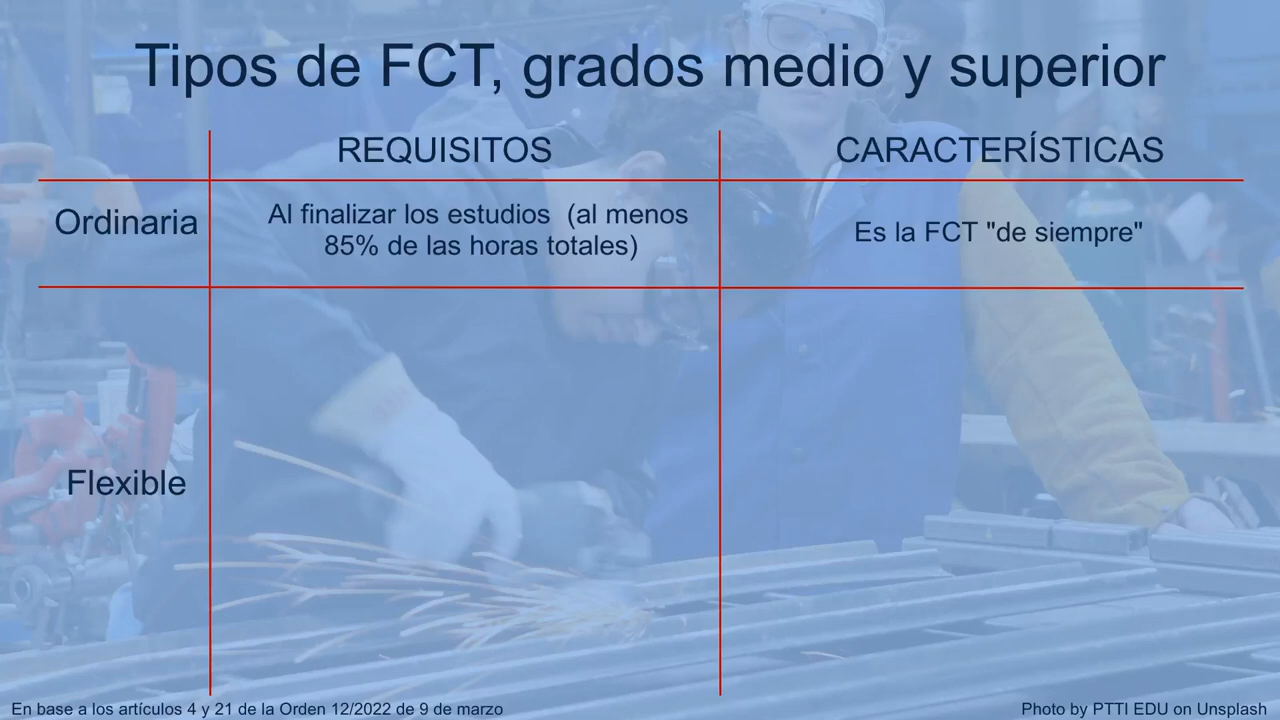 Tipos de FCT, grados medio y superior
REQUISITOS
CARACTERÍSTICAS
Ordinaria
Al finalizar los estudios  (al menos
85% de las horas totales)
Es la FCT "de siempre"
Flexible
En base a los artículos 4 y 21 de la Orden 12/2022 de 9 de marzo
Photo by PTTI EDU on Unsplash